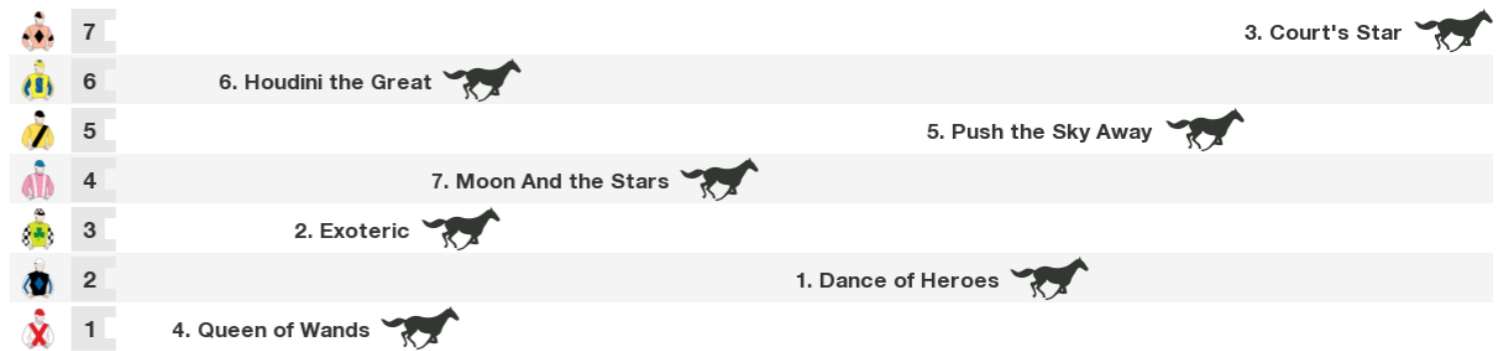 7 3. Court's Star
6 6. Houdini the Great
5 5. Push the Sky Away
4 7. Moon And the Stars
3 2. Exoteric
2 1. Dance of Heroes
1 4. Queen of Wands